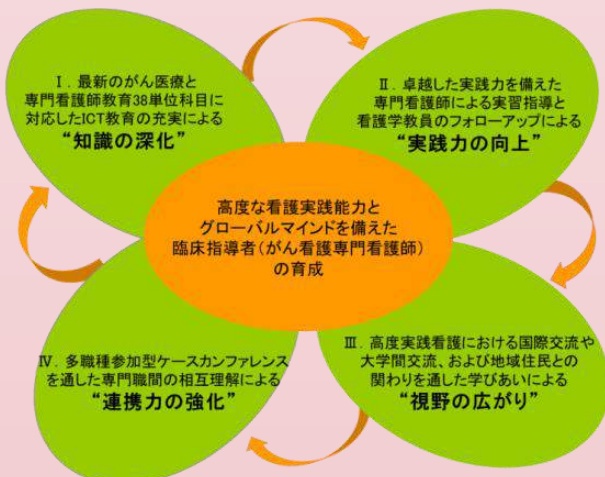 Ⅰ．最新のがん医療と
専門看護師教育38単位科目に
対応したICT教育の充実による
“知識の深化”
Ⅱ．卓越した実践力を備えた
専門看護師による実習指導と
看護学教員のフォローアップによる
“実践力の向上”
高度な看護実践能力と
グローバルマインドを備えた
臨床指導者（がん看護専門看護師）
の育成
Ⅲ．高度実践看護における国際交流や
大学間交流、および地域住民との
関わりを通した学びあいによる
“視野の広がり”
Ⅳ．多職種参加型ケースカンファレンス
を通した専門職間の相互理解による
“連携力の強化”